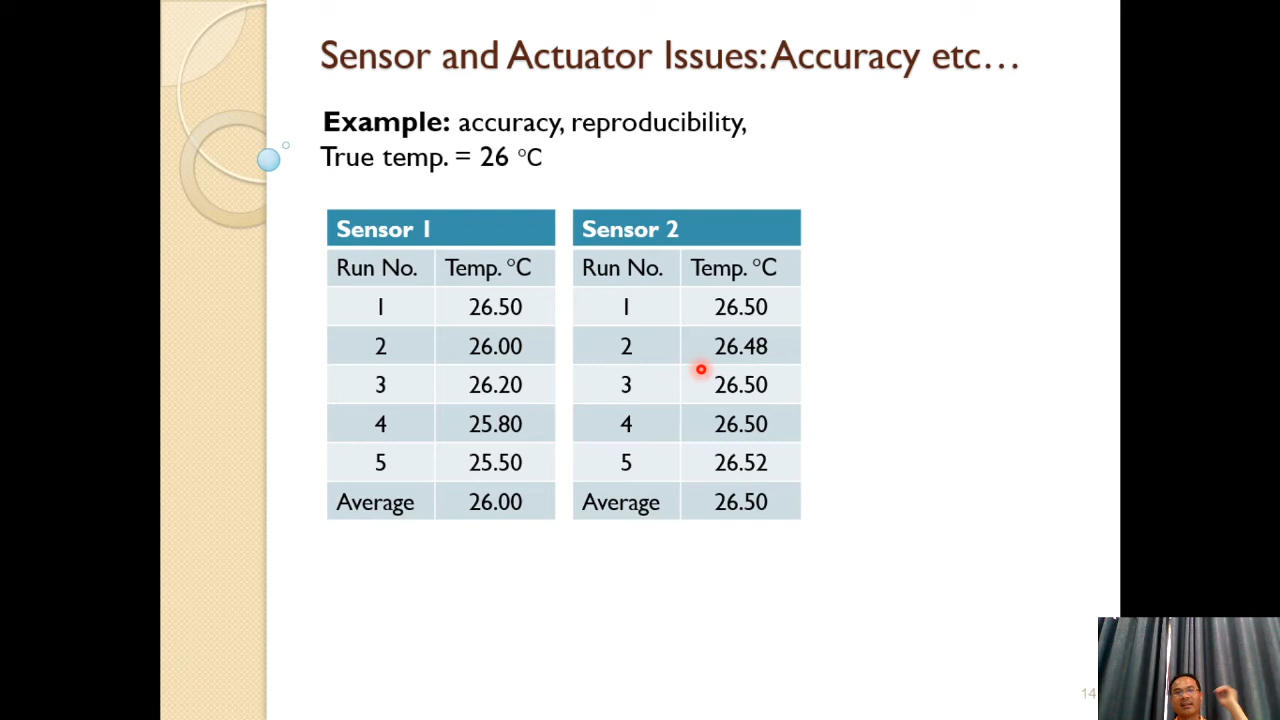 Sensor and Actuator Issues: Accuracy etc…
Example: accuracy, reproducibility,
True temp. = 26 °C
Sensor 1
Run No. Temp. °C
1 26.50
2 26.00
3 26.20
4 25.80
5 25.50
Average 26.00
Sensor 2
Run No. Temp. °C
1 26.50
2 26.48
3 26.50
4 26.50
5 26.52
Average 26.50
14